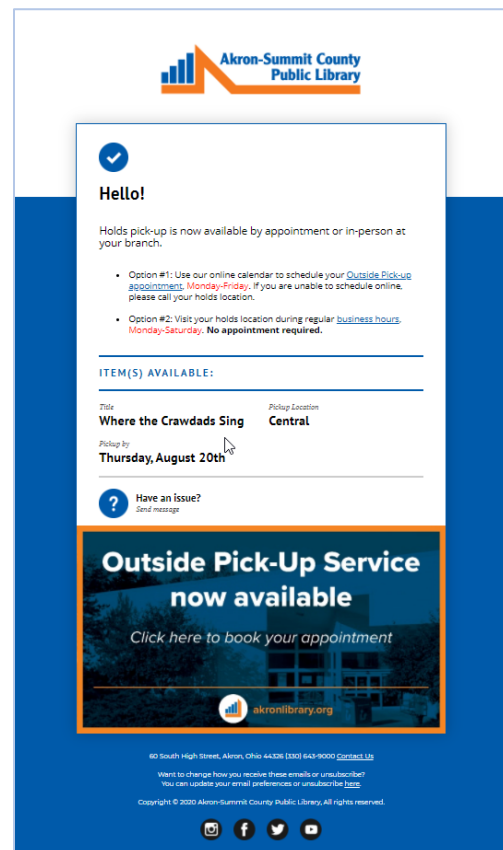 Akron-Summit County
Public Library
Hello!
Holds pick-up is now available by appointment or in-person at
your branch.
• Option #1: Use our online calendar to schedule your Outside Pick-up
appointment, Monday-Friday. If you are unable to schedule online,
please call your holds location.
• Option #2: Visit your holds location during regular business hours,
Monday-Saturday. No appointment required.
ITEM(S) AVAILABLE:
Title
Pickup Location
Where the Crawdads Sing
Central
Pickup by
Thursday, August 20th
?
Have an issue?
Send message
Outside Pick-Up Service
now available
Click here to book your appointment
akronlibrary.org
60 South High Street, Akron, Ohio 44326 (330) 643-9000 Contact Us
Want to change how you receive these emails or unsubscribe?
You can update your email preferences or unsubscribe here.
Copyright © 2020 Akron-Summit County Public Library, All rights reserved.